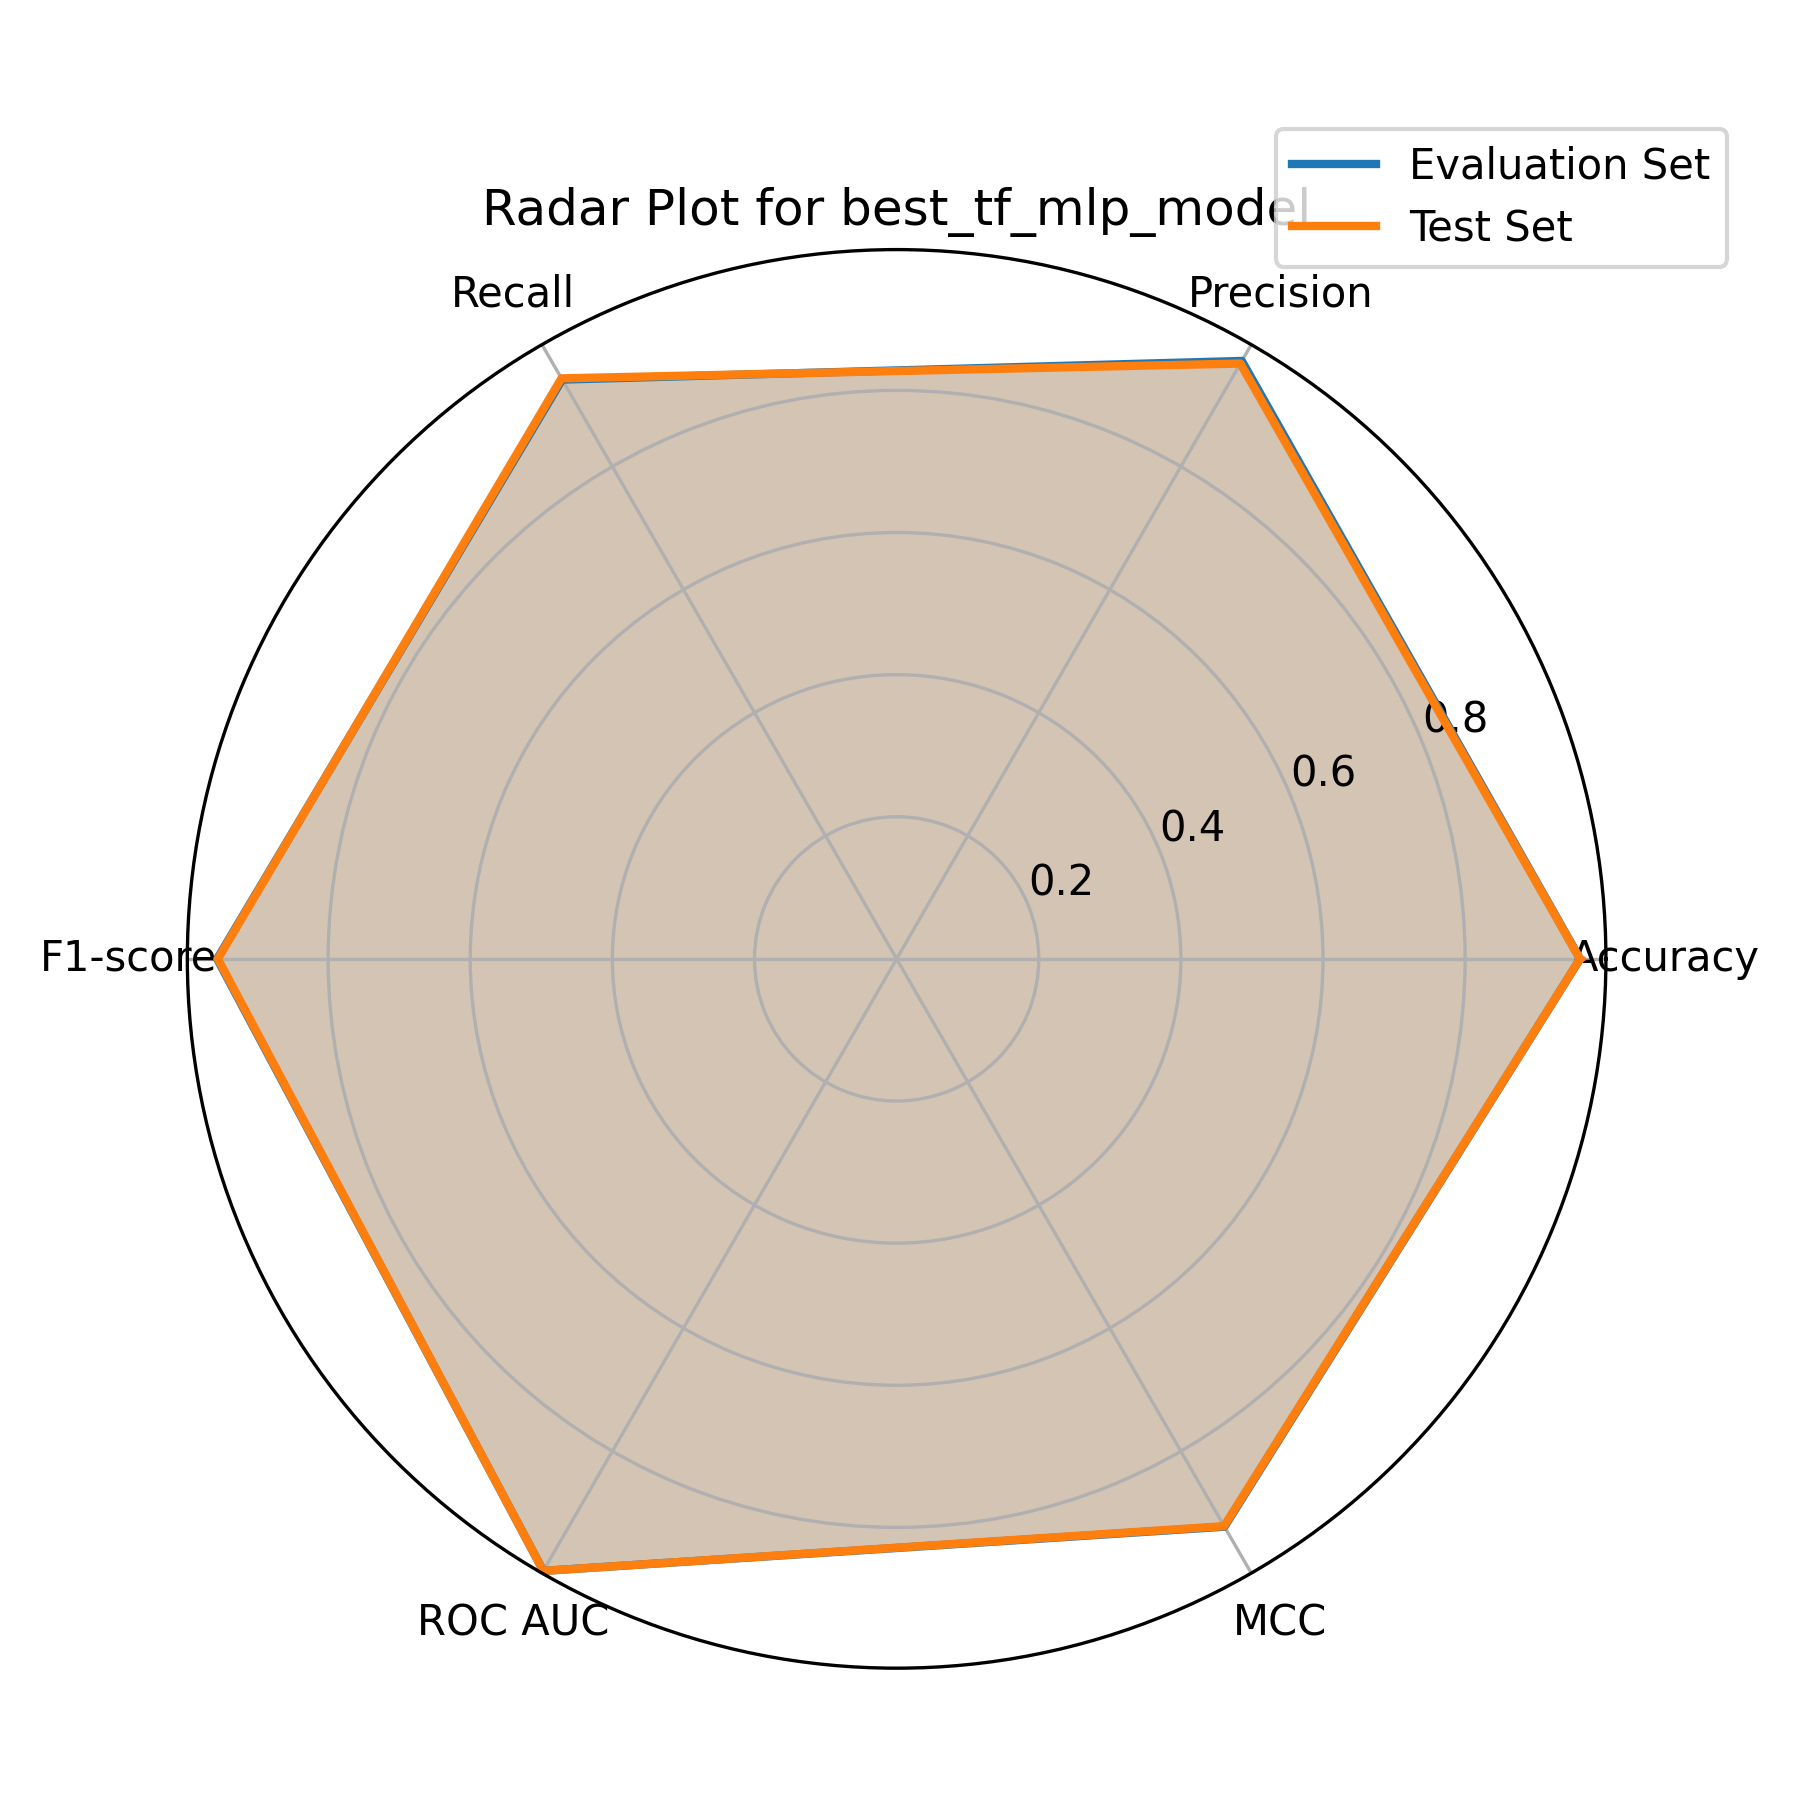 Evaluation Set
Test Set
Radar Plot for best_tf_mlp_model
Recall
Precision
0.8
0.6
0.4
0.2
F1-score
Accuracy
ROC AUC
MCC